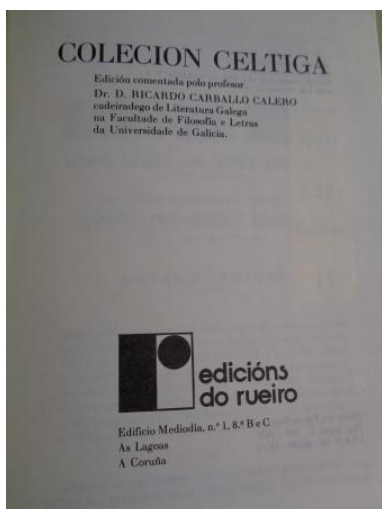 COLECION CELTIGA
Edición comentada polo profesor
Dr. D. RICARDO CARBALLO CALERO
cadeiradego de Literatura Galega
na Facultade de Filosofía e Letras
da Universidade de Galicia.
edicións
do rueiro
Edificio Mediodía, n.º 1, 8.º B e C
As Lagoas
A Coruña